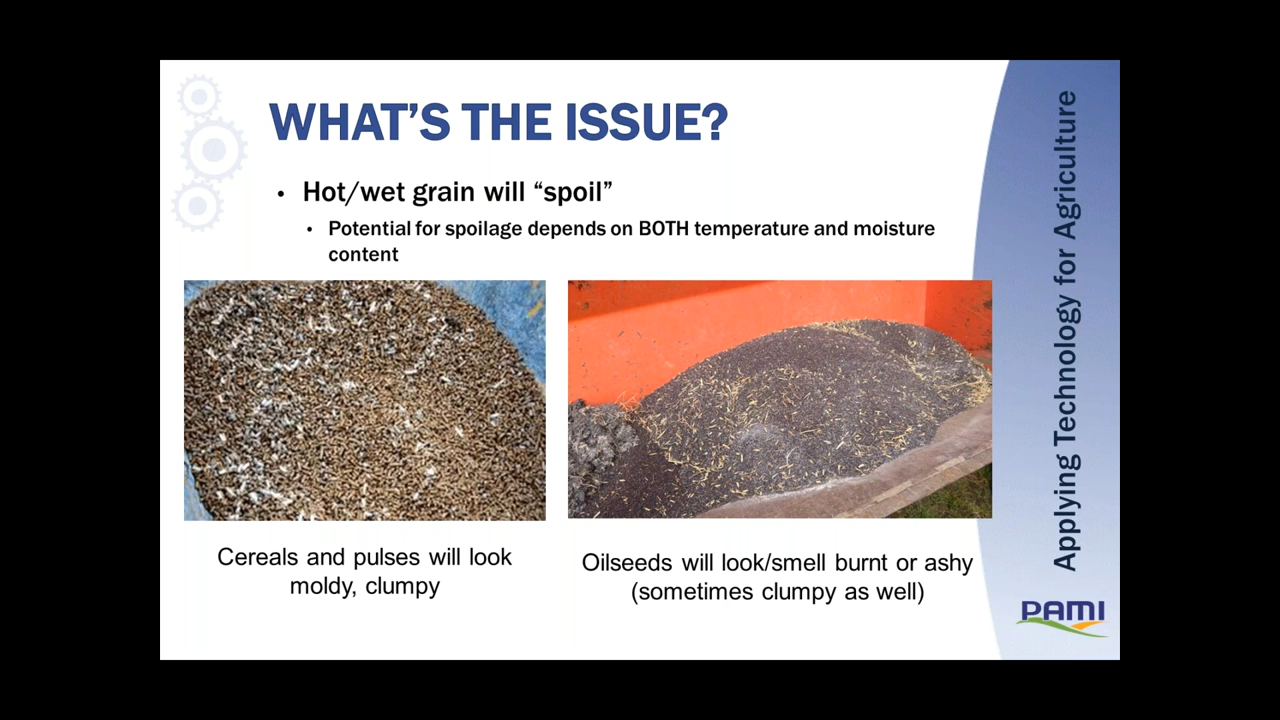 WHAT'S THE ISSUE?
• Hot/wet grain will “spoil”
• Potential for spoilage depends on BOTH temperature and moisture
content
Cereals and pulses will look
moldy, clumpy
Oilseeds will look/smell burnt or ashy
(sometimes clumpy as well)
Applying Technology for Agriculture
PAMI